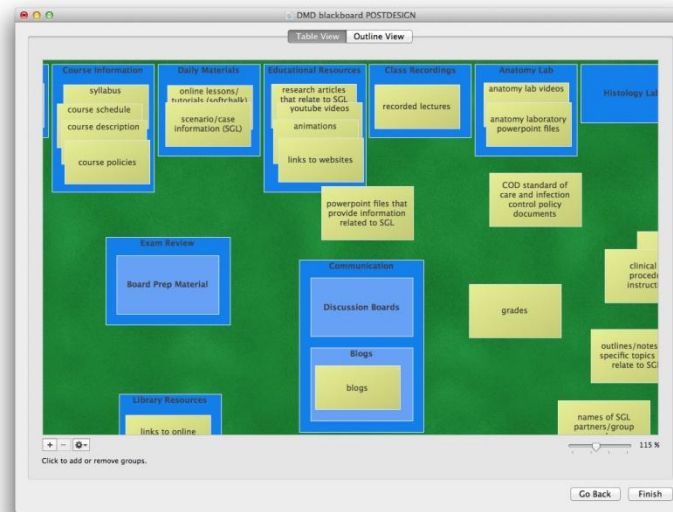 DMD blackboard POSTDESIGN
Table View Outline View
Course Information
syllabus
course schedule
course description
course policies
Daily Materials
online lessons/
tutorials (softchalk)
scenario/case
information (SGL)
Educational Resources
research articles
that relate to SGL
youtube videos
animations
links to websites
Class Recordings
recorded lectures
Anatomy Lab
anatomy lab videos
anatomy laboratory
powerpoint files
Histology Lab
powerpoint files that
provide information
related to SGL
COD standard of
care and infection
control policy
documents
Exam Review
Board Prep Material
Communication
Discussion Boards
Blogs
blogs
grades
clinical
proced
instruct
outlines/notes
specific topics
relate to SGL
Library Resources
links to online
names of SGL
partners/group
115 %
Click to add or remove groups.
Go Back Finish